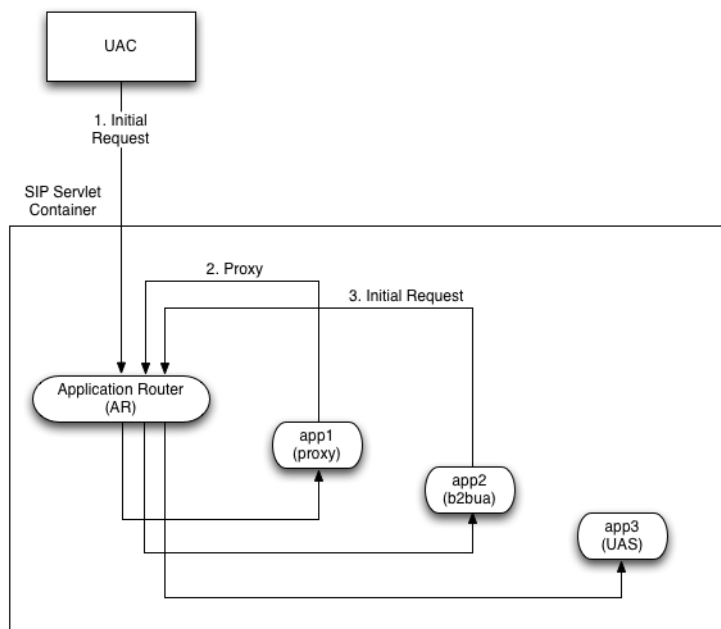 UAC
1. Initial
Request
SIP Servlet
Container
2. Proxy
3. Initial Request
Application Router
(AR)
app1
(proxy)
app2
(b2bua)
app3
(UAS)